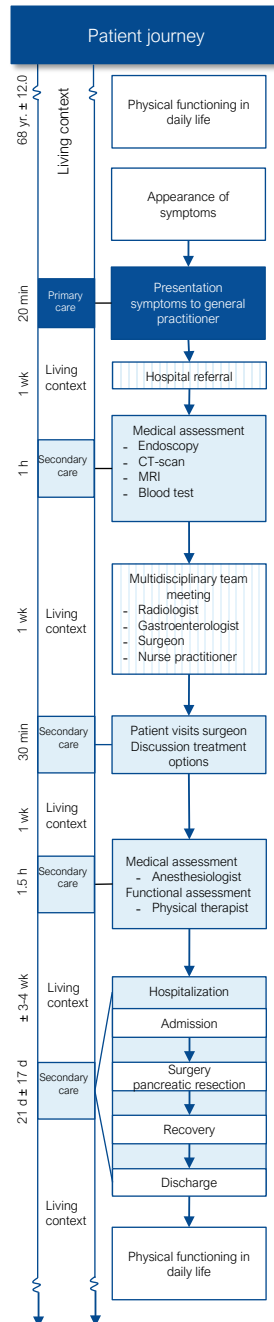 Patient journey
68 yr. ± 12.0
Living context
Physical functioning in
daily life
Appearance of
symptoms
20 min
Primary
care
Presentation
symptoms to general
practitioner
1 wk
Living
context
Hospital referral
1 h
Secondary
care
Medical assessment
- Endoscopy
- CT-scan
- MRI
- Blood test
1 wk
Living
context
Multidisciplinary team
meeting
- Radiologist
- Gastroenterologist
- Surgeon
- Nurse practitioner
30 min
Secondary
care
Patient visits surgeon
Discussion treatment
options
1 wk
Living
context
1.5 h
Secondary
care
Medical assessment
- Anesthesiologist
Functional assessment
- Physical therapist
± 3-4 wk
Living
context
Hospitalization
Admission
21 d ± 17 d
Secondary
care
Surgery
pancreatic resection
Recovery
Discharge
Living
context
Physical functioning in
daily life